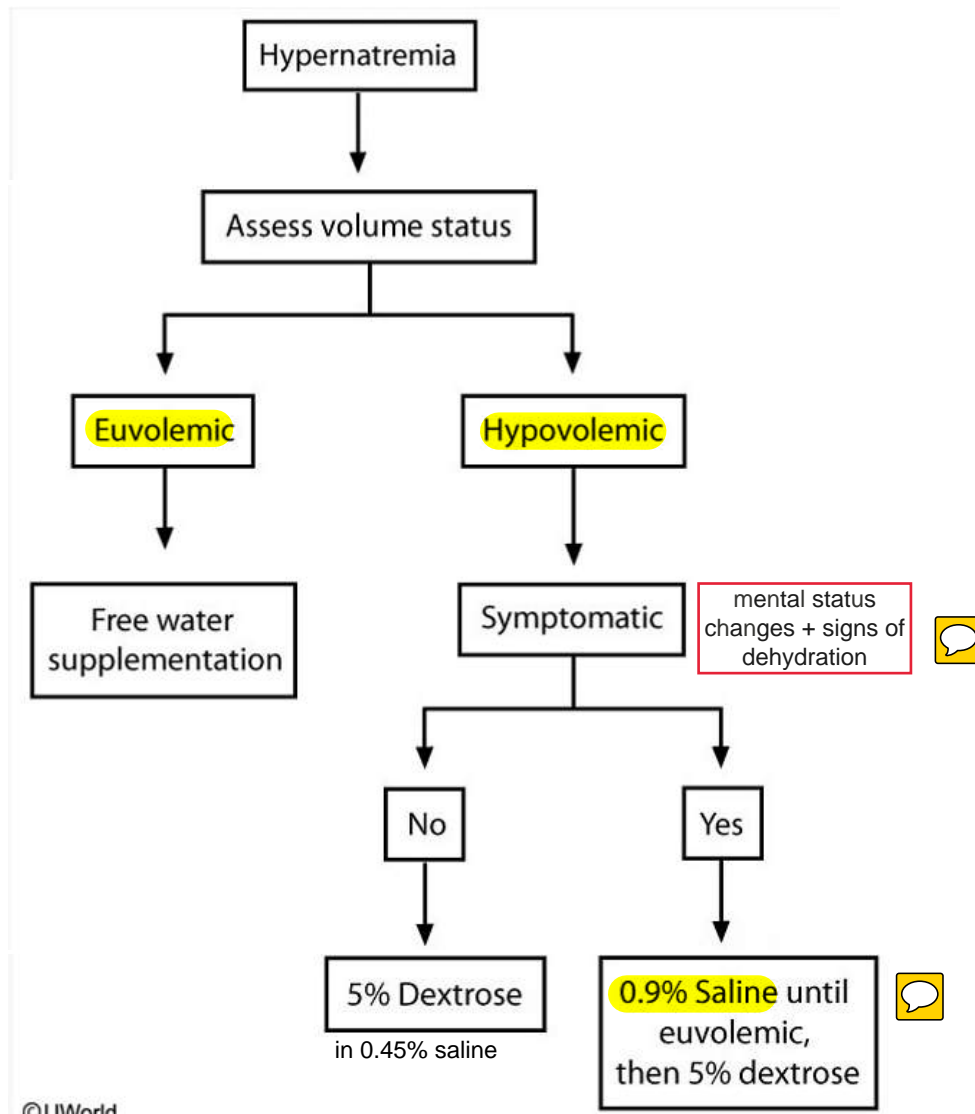 Hypernatremia
Assess volume status
Euvolemic
Hypovolemic
Free water
supplementation
Symptomatic
mental status
changes + signs of
dehydration
No
Yes
5% Dextrose
in 0.45% saline
0.9% Saline until
euvolemic,
then 5% dextrose
©UWorld